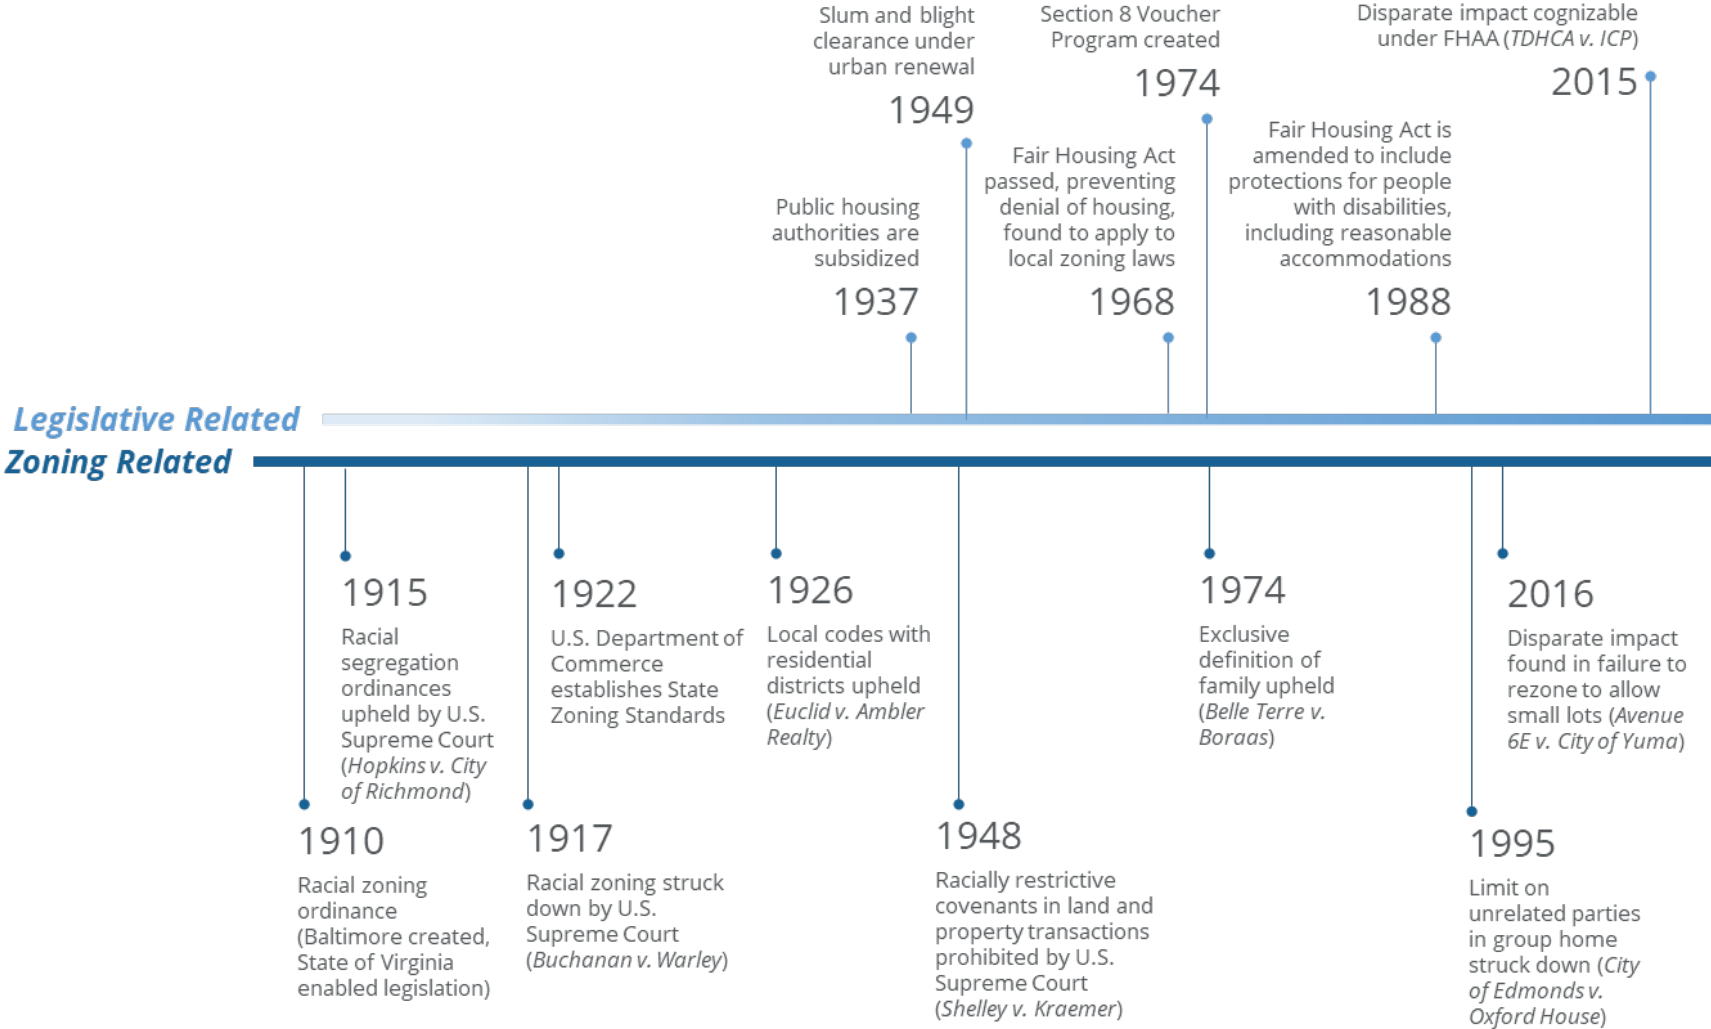 Slum and blight
clearance under
urban renewal
1949
Section 8 Voucher
Program created
1974
Disparate impact cognizable
under FHAA (TDHCA v. ICP)
2015
Public housing
authorities are
subsidized
1937
Fair Housing Act
passed, preventing
denial of housing,
found to apply to
local zoning laws
1968
Fair Housing Act is
amended to include
protections for people
with disabilities,
including reasonable
accommodations
1988
Legislative Related
Zoning Related
1915
Racial
segregation
ordinances
upheld by U.S.
Supreme Court
(Hopkins v. City
of Richmond)
1922
U.S. Department of
Commerce
establishes State
Zoning Standards
1926
Local codes with
residential
districts upheld
(Euclid v. Ambler
Realty)
1974
Exclusive
definition of
family upheld
(Belle Terre v.
Boraas)
2016
Disparate impact
found in failure to
rezone to allow
small lots (Avenue
6E v. City of Yuma)
1910
Racial zoning
ordinance
(Baltimore created,
State of Virginia
enabled legislation)
1917
Racial zoning struck
down by U.S.
Supreme Court
(Buchanan v. Warley)
1948
Racially restrictive
covenants in land and
property transactions
prohibited by U.S.
Supreme Court
(Shelley v. Kraemer)
1995
Limit on
unrelated parties
in group home
struck down (City
of Edmonds v.
Oxford House)